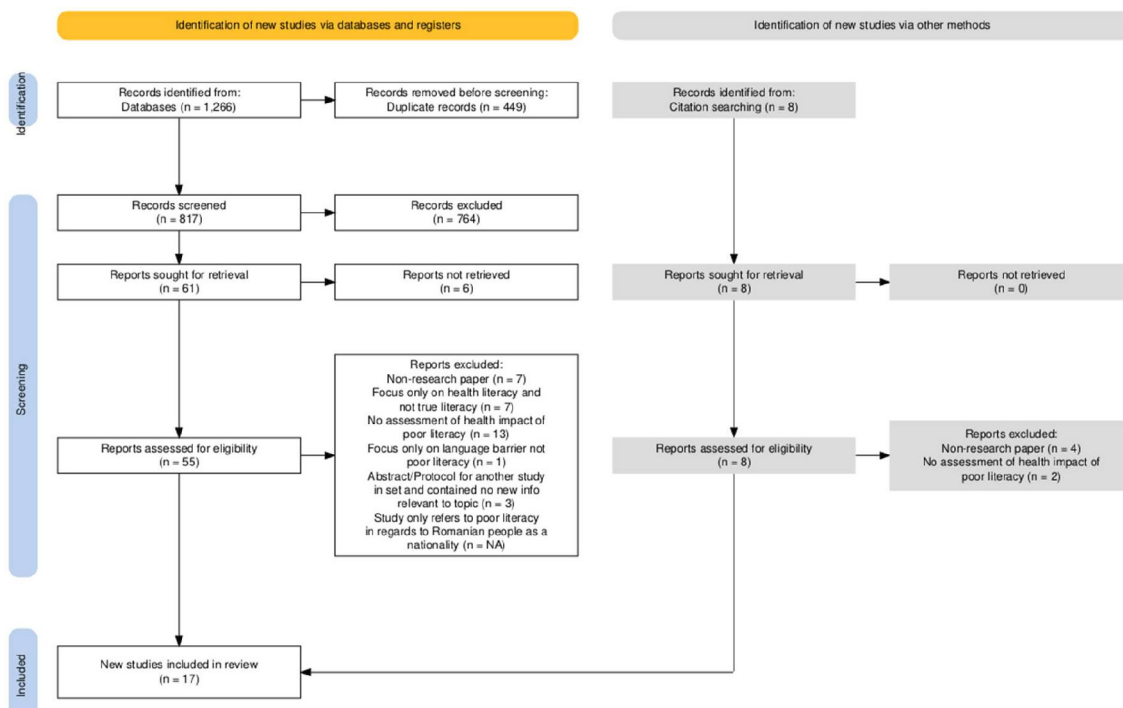 Identification of new studies via databases and registers
Identification of new studies via other methods
Identification
Records identified from:
Databases (n = 1,266)
Records removed before screening:
Duplicate records (n = 449)
Records identified from:
Citation searching (n = 8)
Screening
Records screened
(n = 817)
Records excluded
(n = 764)
Reports sought for retrieval
(n = 61)
Reports not retrieved
(n = 6)
Reports sought for retrieval
(n = 8)
Reports not retrieved
(n = 0)
Reports assessed for eligibility
(n = 55)
Reports excluded:
Non-research paper (n = 7)
Focus only on health literacy and
not true literacy (n = 7)
No assessment of health impact of
poor literacy (n = 13)
Focus only on language barrier not
poor literacy (n = 1)
Abstract/Protocol for another study
in set and contained no new info
relevant to topic (n = 3)
Study only refers to poor literacy
in regards to Romanian people as a
nationality (n = NA)
Reports assessed for eligibility
(n = 8)
Reports excluded:
Non-research paper (n = 4)
No assessment of health impact of
poor literacy (n = 2)
Included
New studies included in review
(n = 17)